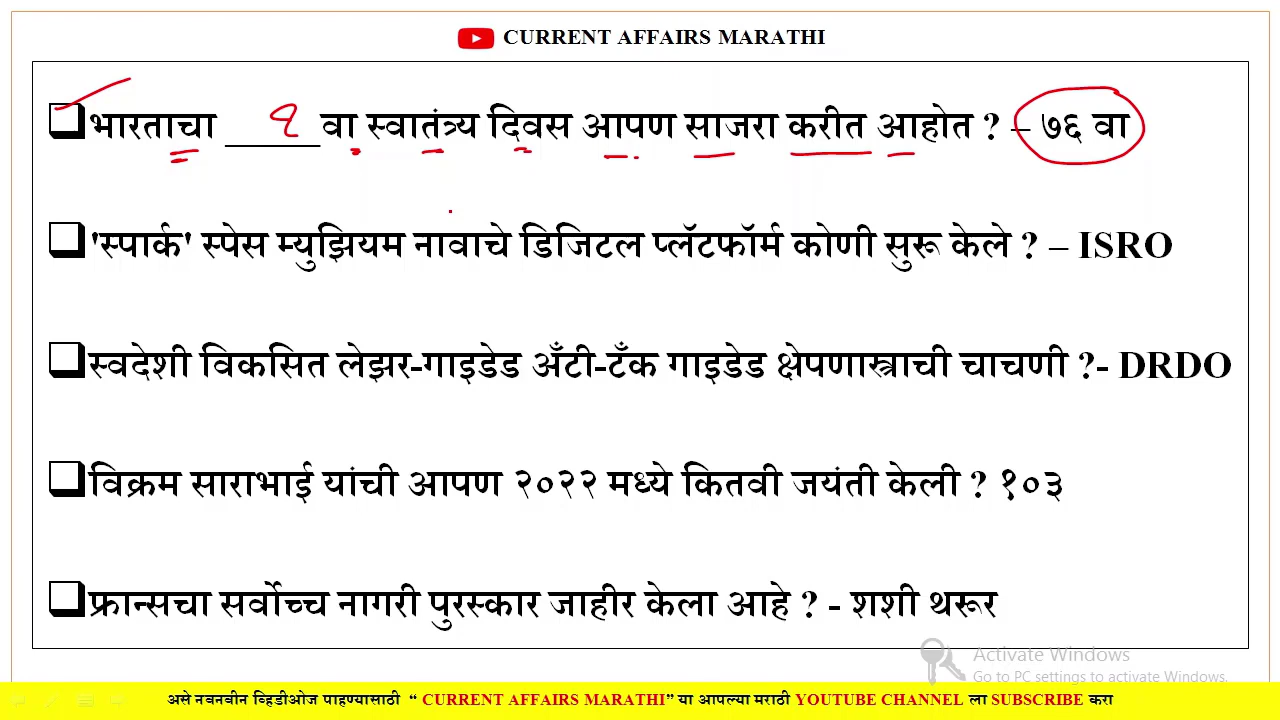 CURRENT AFFAIRS MARATHI
भारताचा ______ वा स्वातंत्र्य दिवस आपण साजरा करीत आहोत ? – ७६ वा
'स्पार्क' स्पेस म्युझियम नावाचे डिजिटल प्लॅटफॉर्म कोणी सुरू केले ? – ISRO
स्वदेशी विकसित लेझर-गाइडेड अँटी-टँक गाइडेड क्षेपणास्त्राची चाचणी ?- DRDO
विक्रम साराभाई यांची आपण २०२२ मध्ये कितवी जयंती केली ? १०३
फ्रान्सचा सर्वोच्च नागरी पुरस्कार जाहीर केला आहे ? - शशी थरूर
Activate Windows
Go to PC settings to activate Windows.
असे नवनवीन व्हिडीओज पाहण्यासाठी “ CURRENT AFFAIRS MARATHI” या आपल्या मराठी YOUTUBE CHANNEL ला SUBSCRIBE करा